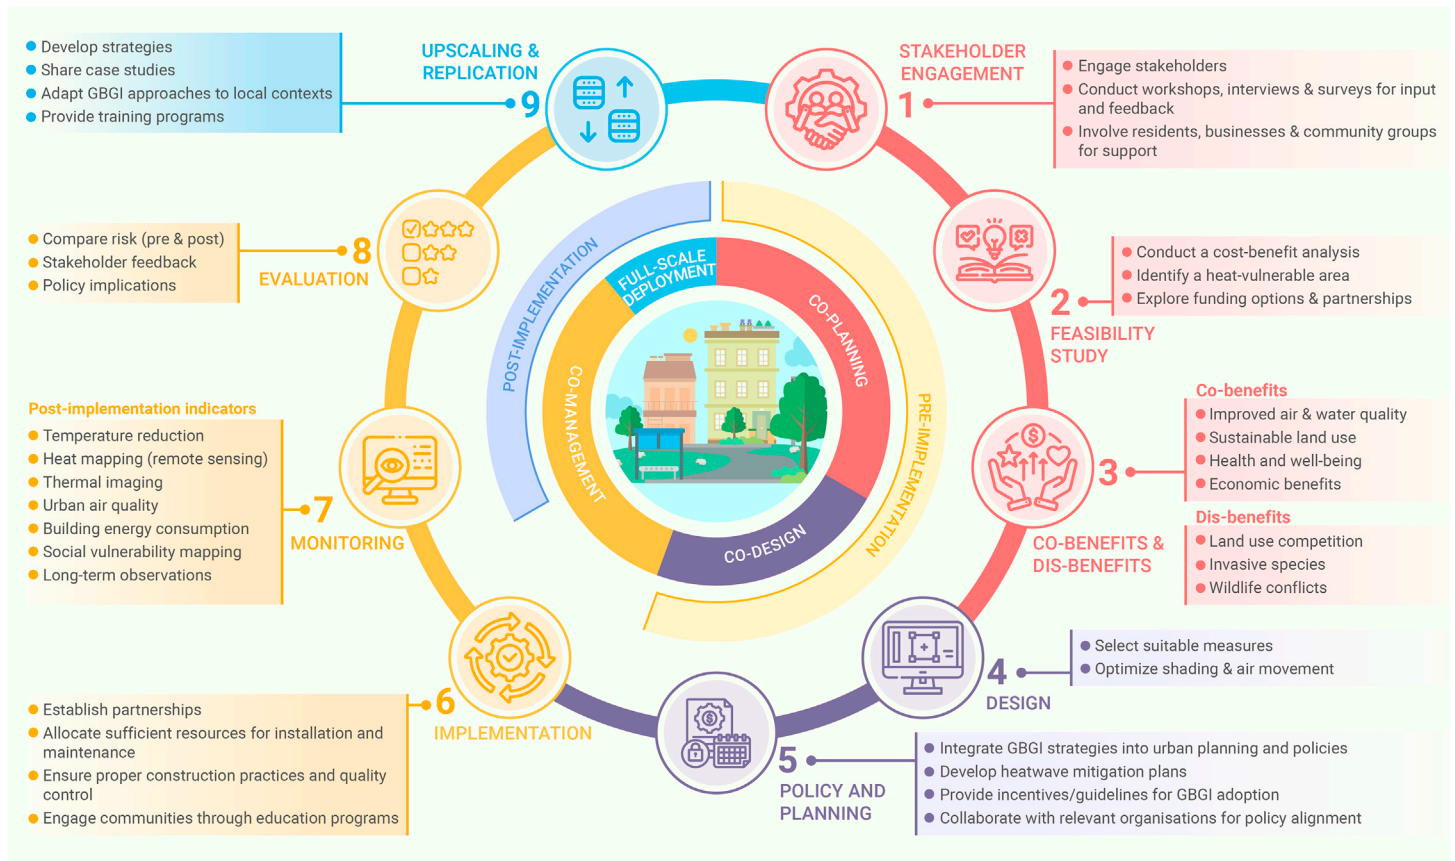 STAKEHOLDER
ENGAGEMENT
1
Engage stakeholders
Conduct workshops, interviews & surveys for input
and feedback
Involve residents, businesses & community groups
for support
2
FEASIBILITY
STUDY
Conduct a cost-benefit analysis
Identify a heat-vulnerable area
Explore funding options & partnerships
3
CO-BENEFITS &
DIS-BENEFITS
Co-benefits
Improved air & water quality
Sustainable land use
Health and well-being
Economic benefits
Dis-benefits
Land use competition
Invasive species
Wildlife conflicts
4
DESIGN
Select suitable measures
Optimize shading & air movement
5
POLICY AND
PLANNING
Integrate GBGI strategies into urban planning and policies
Develop heatwave mitigation plans
Provide incentives/guidelines for GBGI adoption
Collaborate with relevant organisations for policy alignment
6
IMPLEMENTATION
Establish partnerships
Allocate sufficient resources for installation and
maintenance
Ensure proper construction practices and quality
control
Engage communities through education programs
7
MONITORING
Post-implementation indicators
Temperature reduction
Heat mapping (remote sensing)
Thermal imaging
Urban air quality
Building energy consumption
Social vulnerability mapping
Long-term observations
8
EVALUATION
Compare risk (pre & post)
Stakeholder feedback
Policy implications
UPSCALING &
REPLICATION
9
Develop strategies
Share case studies
Adapt GBGI approaches to local contexts
Provide training programs
POST-IMPLEMENTATION
PRE-IMPLEMENTATION
FULL-SCALE
DEPLOYMENT
CO-PLANNING
CO-DESIGN
CO-MANAGEMENT